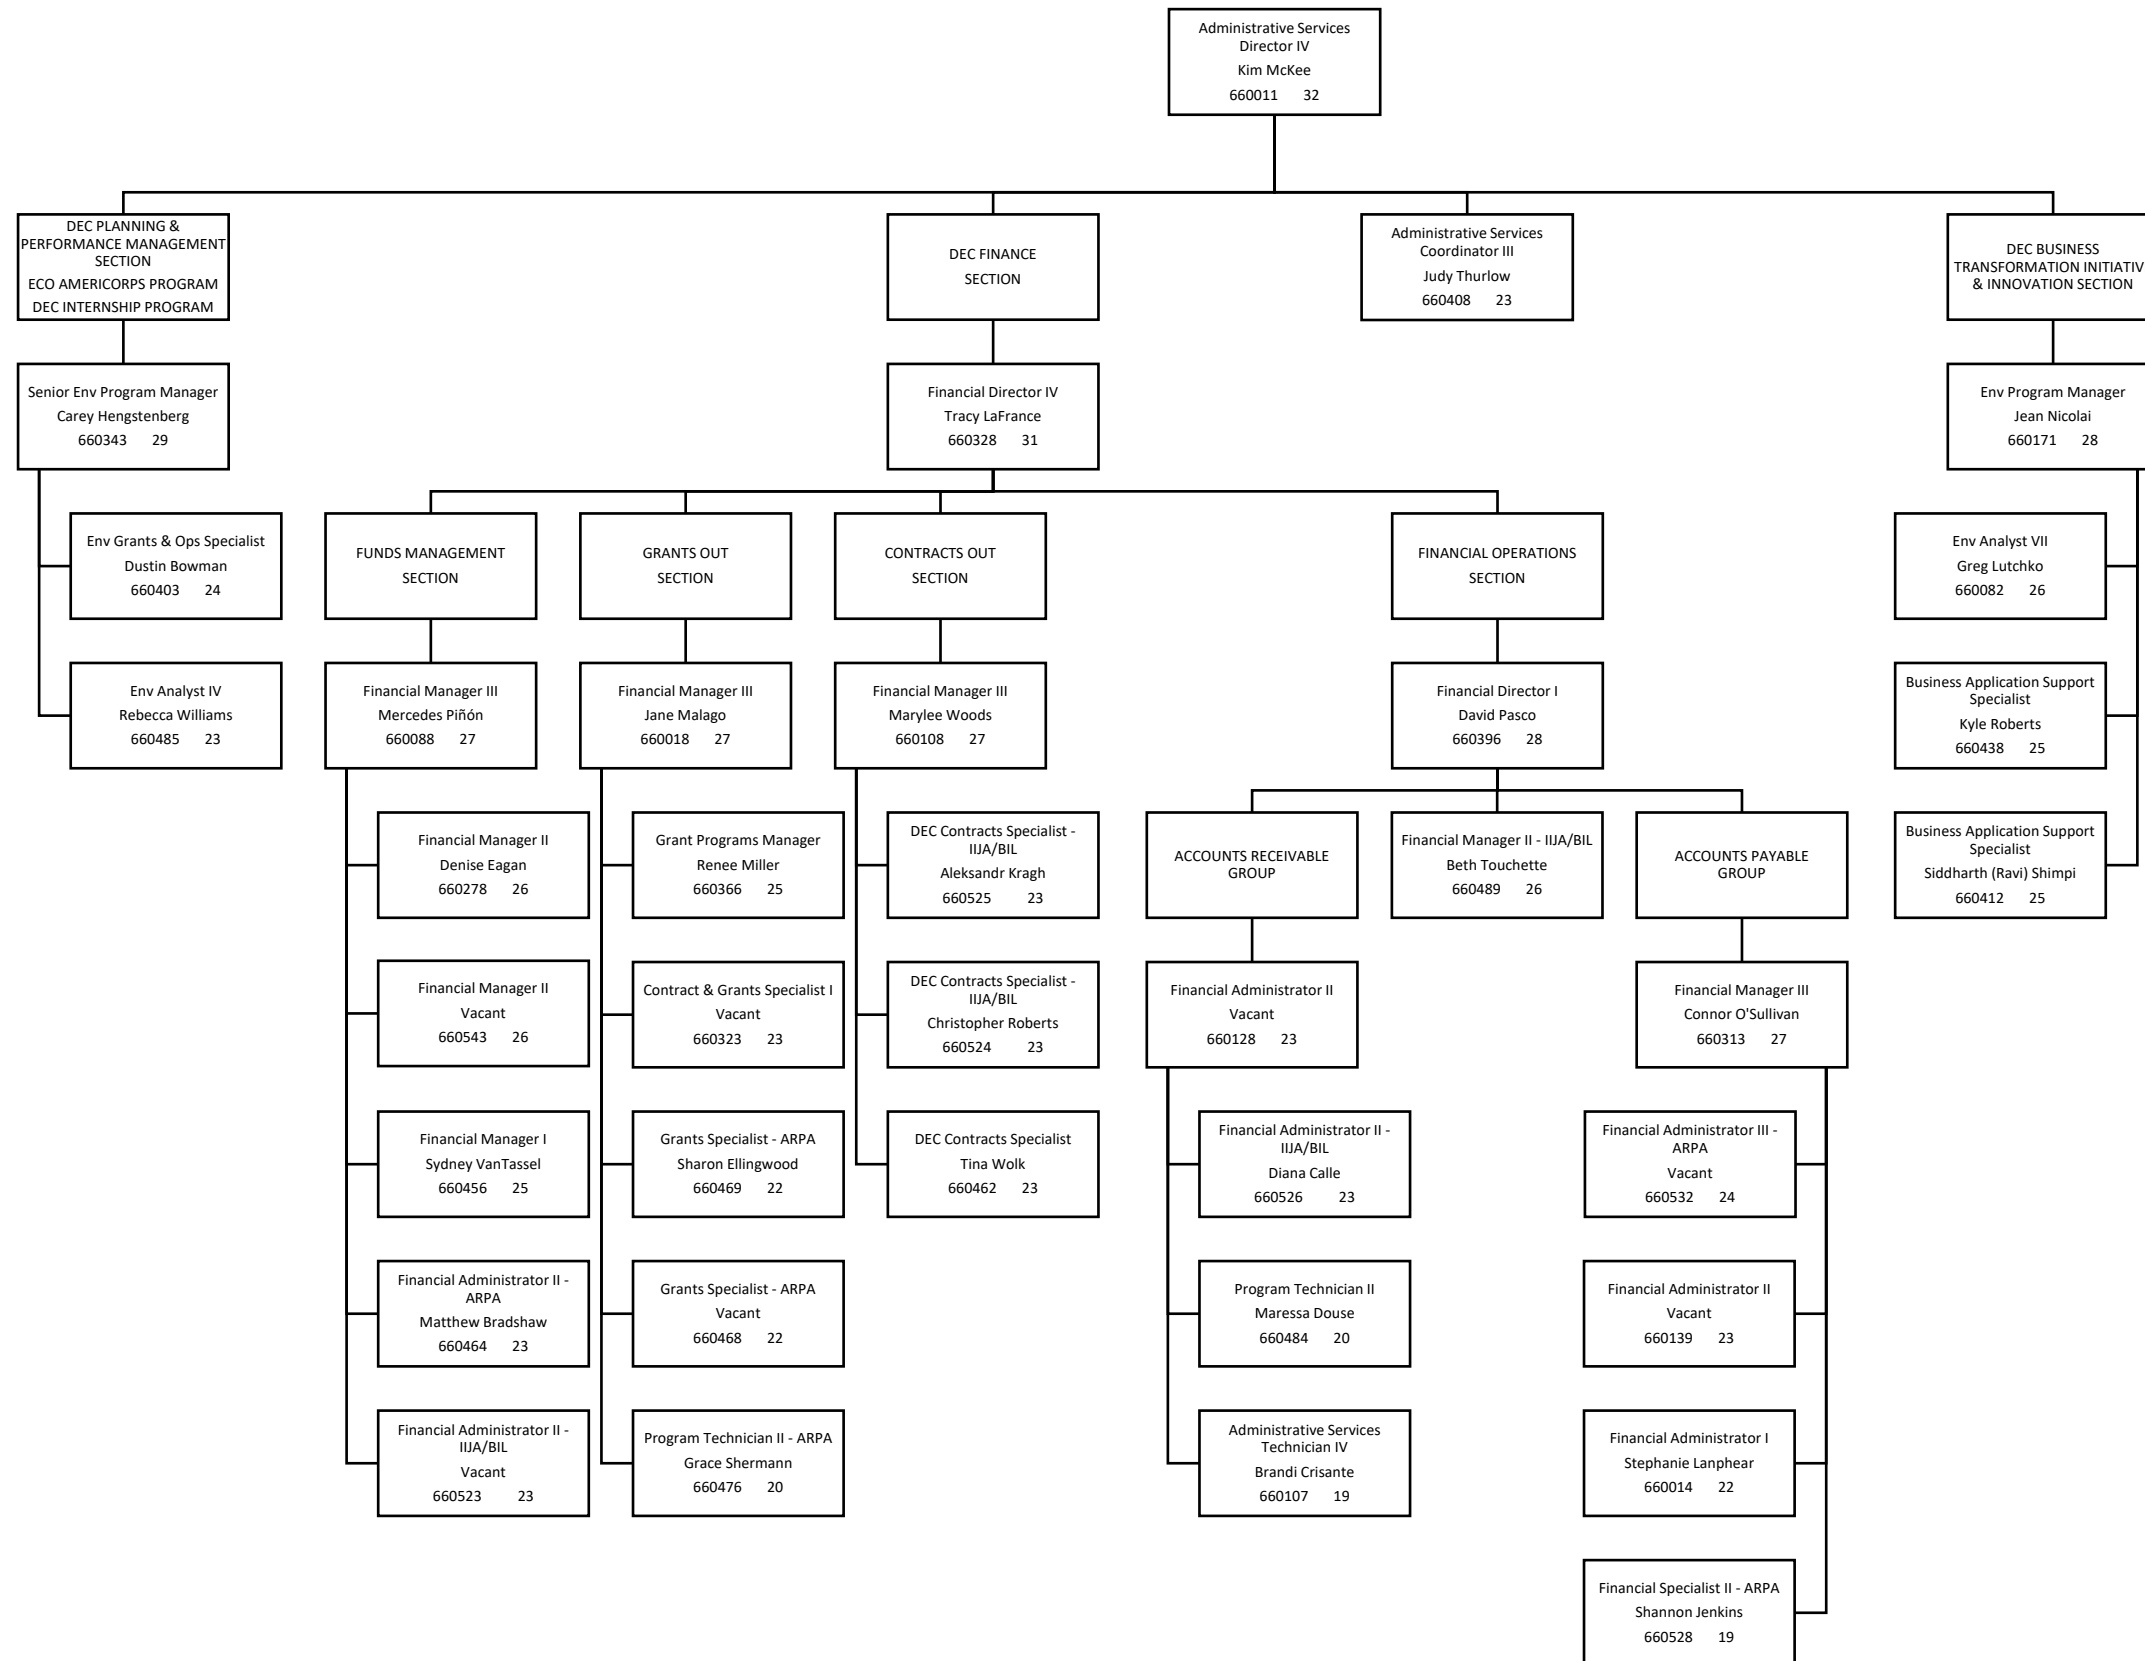 Administrative Services
Director IV
Kim McKee
660011 32
DEC PLANNING &
PERFORMANCE MANAGEMENT
SECTION
ECO AMERICORPS PROGRAM
DEC INTERNSHIP PROGRAM
DEC FINANCE
SECTION
Administrative Services
Coordinator III
Judy Thurlow
660408 23
DEC BUSINESS
TRANSFORMATION INITIATIV
& INNOVATION SECTION
Senior Env Program Manager
Carey Hengstenberg
660343 29
Financial Director IV
Tracy LaFrance
660328 31
Env Program Manager
Jean Nicolai
660171 28
Env Grants & Ops Specialist
Dustin Bowman
660403 24
FUNDS MANAGEMENT
SECTION
GRANTS OUT
SECTION
CONTRACTS OUT
SECTION
FINANCIAL OPERATIONS
SECTION
Env Analyst VII
Greg Lutchko
660082 26
Env Analyst IV
Rebecca Williams
660485 23
Financial Manager III
Mercedes Piñón
660088 27
Financial Manager III
Jane Malago
660018 27
Financial Manager III
Marylee Woods
660108 27
Financial Director I
David Pasco
660396 28
Business Application Support
Specialist
Kyle Roberts
660438 25
Financial Manager II
Denise Eagan
660278 26
Grant Programs Manager
Renee Miller
660366 25
DEC Contracts Specialist -
IIJA/BIL
Aleksandr Kragh
660525 23
ACCOUNTS RECEIVABLE
GROUP
Financial Manager II - IIJA/BIL
Beth Touchette
660489 26
ACCOUNTS PAYABLE
GROUP
Business Application Support
Specialist
Siddharth (Ravi) Shimpi
660412 25
Financial Manager II
Vacant
660543 26
Contract & Grants Specialist I
Vacant
660323 23
DEC Contracts Specialist -
IIJA/BIL
Christopher Roberts
660524 23
Financial Administrator II
Vacant
660128 23
Financial Manager III
Connor O'Sullivan
660313 27
Financial Manager I
Sydney VanTassel
660456 25
Grants Specialist - ARPA
Sharon Ellingwood
660469 22
DEC Contracts Specialist
Tina Wolk
660462 23
Financial Administrator II -
IIJA/BIL
Diana Calle
660526 23
Financial Administrator III -
ARPA
Vacant
660532 24
Financial Administrator II -
ARPA
Matthew Bradshaw
660464 23
Grants Specialist - ARPA
Vacant
660468 22
Program Technician II
Maressa Douse
660484 20
Financial Administrator II
Vacant
660139 23
Financial Administrator II -
IIJA/BIL
Vacant
660523 23
Program Technician II - ARPA
Grace Shermann
660476 20
Administrative Services
Technician IV
Brandi Crisante
660107 19
Financial Administrator I
Stephanie Lanphear
660014 22
Financial Specialist II - ARPA
Shannon Jenkins
660528 19